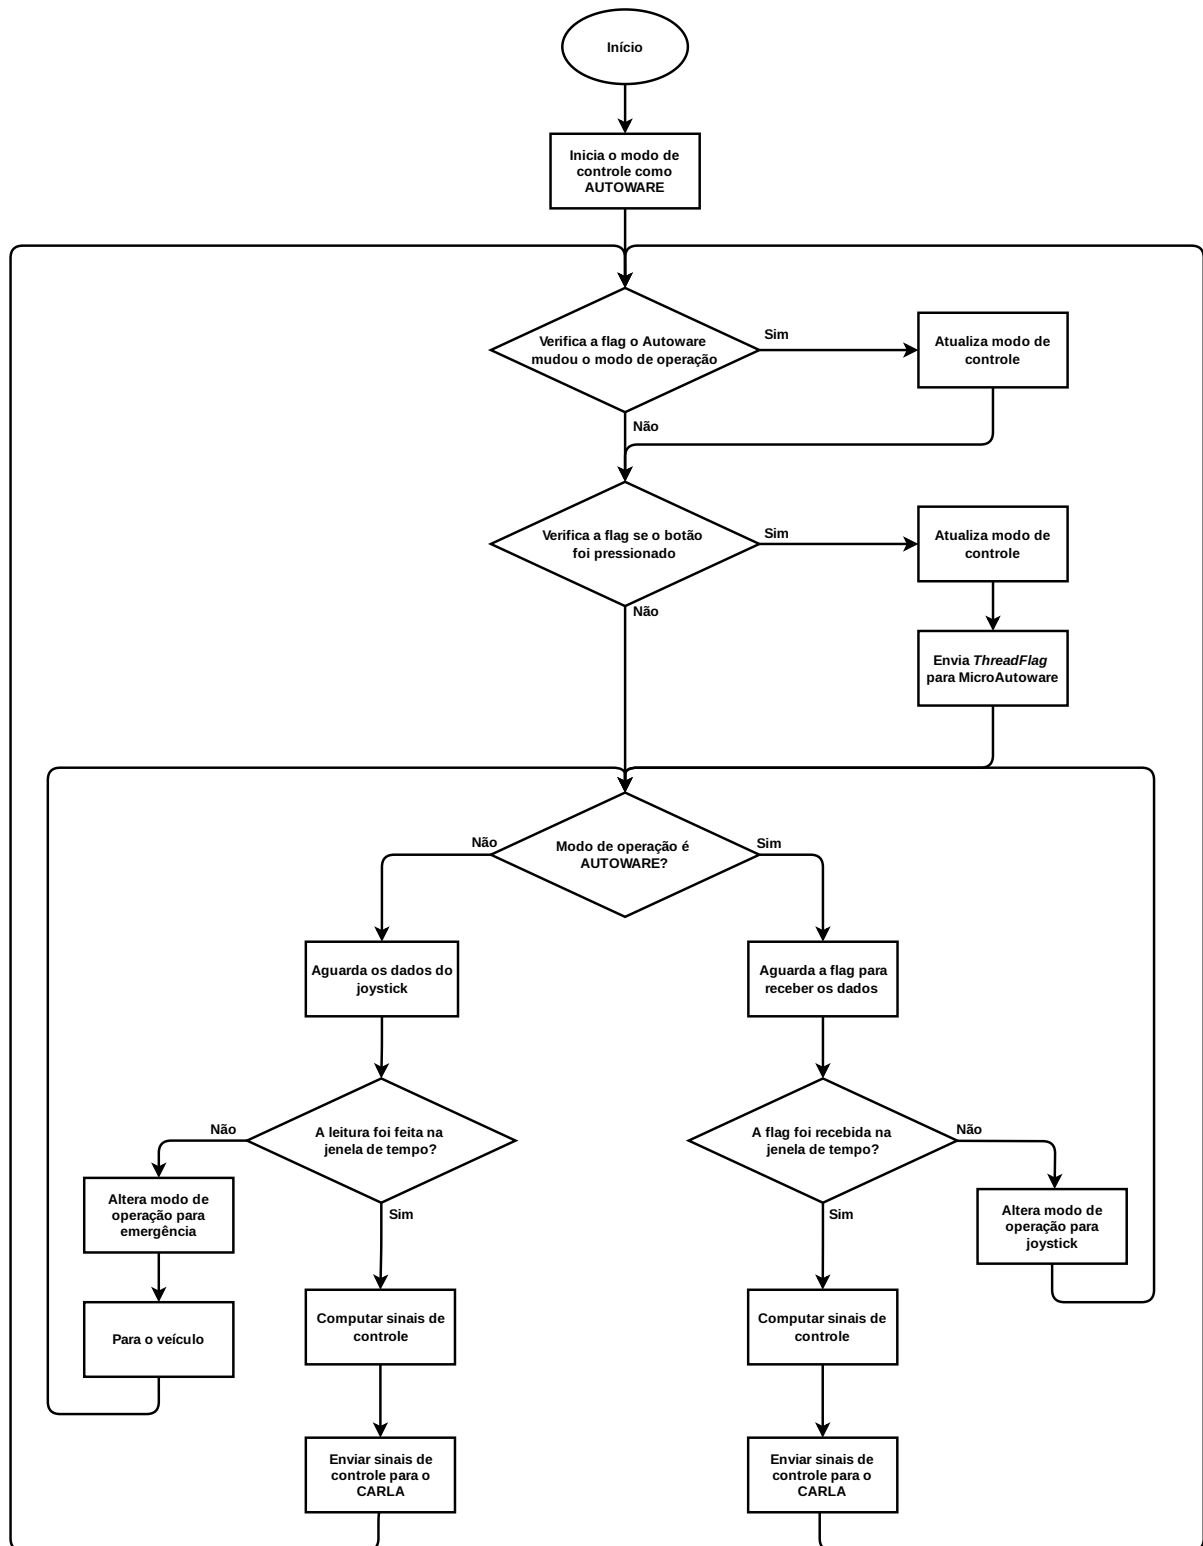 Início
Inicia o modo de
controle como
AUTOWARE
Verifica a flag o Autoware
mudou o modo de operação
Sim
Atualiza modo de
controle
Não
Verifica a flag se o botão
foi pressionado
Sim
Atualiza modo de
controle
Não
Envia ThreadFlag
para MicroAutoware
Modo de operação é
AUTOWARE?
Não
Sim
Aguarda os dados do
joystick
Aguarda a flag para
receber os dados
A leitura foi feita na
jenela de tempo?
Não
Sim
A flag foi recebida na
jenela de tempo?
Não
Sim
Altera modo de
operação para
emergência
Altera modo de
operação para
joystick
Para o veículo
Computar sinais de
controle
Computar sinais de
controle
Enviar sinais de
controle para o
CARLA
Enviar sinais de
controle para o
CARLA